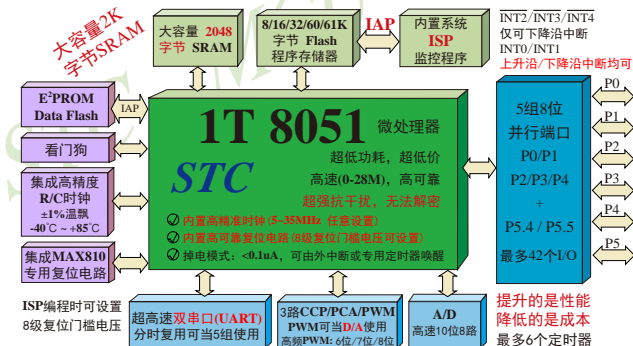 大容量2K
字节SRAM
大容量 2048
字节 SRAM
8/16/32/60/61K
字节 Flash
程序存储器
IAP
内置系统
ISP
监控程序
INT2/INT3/INT4
仅可下降沿中断
INT0/INT1
上升沿/下降沿中断均可
E²PROM
Data Flash
IAP
看门狗
集成高精度
R/C时钟
±1%温飘
-40℃ ~ +85℃
集成MAX810
专用复位电路
ISP编程时可设置
8级复位门槛电压
1T 8051 微处理器
STC
超低功耗，超低价
高速(0-28M)，高可靠
超强抗干扰，无法解密
内置高精准时钟 (5~35MHz 任意设置)
内置高可靠复位电路 (8级复位门槛电压可设置)
掉电模式：<0.1uA，可由外中断或专用定时器唤醒
5组8位
并行端口
P0/P1
P2/P3/P4
+
P5.4 / P5.5
最多42个I/O
P0
P1
P2
P3
P4
P5
超高速双串口(UART)
分时复用可当5组使用
3路CCP/PCA/PWM
PWM可当D/A使用
高频PWM: 6位/7位/8位
A/D
高速10位8路
提升的是性能
降低的是成本
最多6个定时器